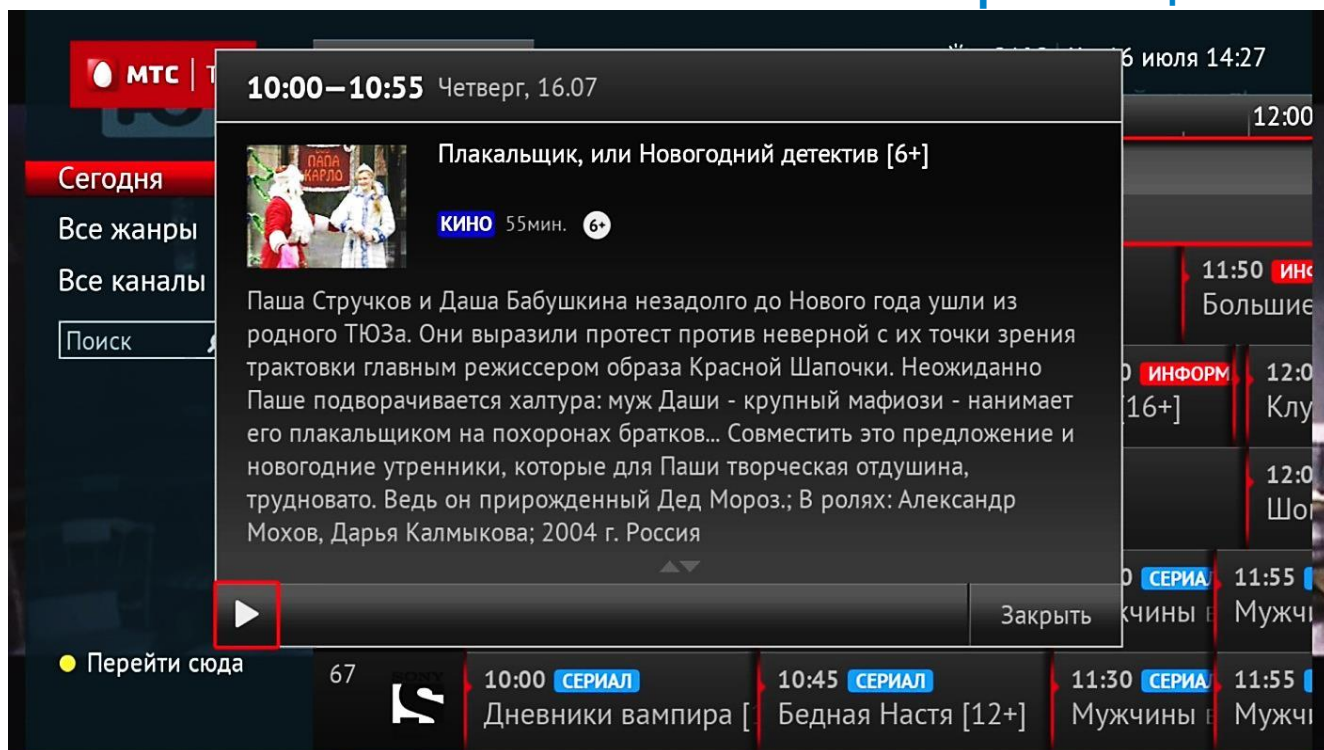 МТС
6 июля 14:27
10:00—10:55 Четверг, 16.07
12:00
ПАПА
КАРЛО
Плакальщик, или Новогодний детектив [6+]
КИНО 55мин. 6+
Сегодня
Все жанры
Все каналы
Поиск
Паша Стручков и Даша Бабушкина незадолго до Нового года ушли из
родного ТЮЗа. Они выразили протест против неверной с их точки зрения
трактовки главным режиссером образа Красной Шапочки. Неожиданно
Паше подворачивается халтура: муж Даши - крупный мафиози - нанимает
его плакальщиком на похоронах братков... Совместить это предложение и
новогодние утренники, которые для Паши творческая отдушина,
трудновато. Ведь он прирожденный Дед Мороз.; В ролях: Александр
Мохов, Дарья Калмыкова; 2004 г. Россия
11:50
Большие
ИНФОРМ 12:0
[16+]
12:0
СЕРИАЛ 11:55
Закрыть
Перейти сюда
67 SONY 10:00 СЕРИАЛ 10:45 СЕРИАЛ 11:30 СЕРИАЛ 11:55
Дневники вампира [ Бедная Настя [12+] Мужчины